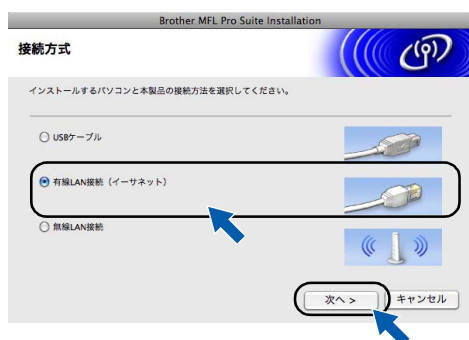 Brother MFL Pro Suite Installation
接続方式
インストールするパソコンと本製品の接続方法を選択してください。
USBケーブル
有線LAN接続（イーサネット）
無線LAN接続
次へ >
キャンセル